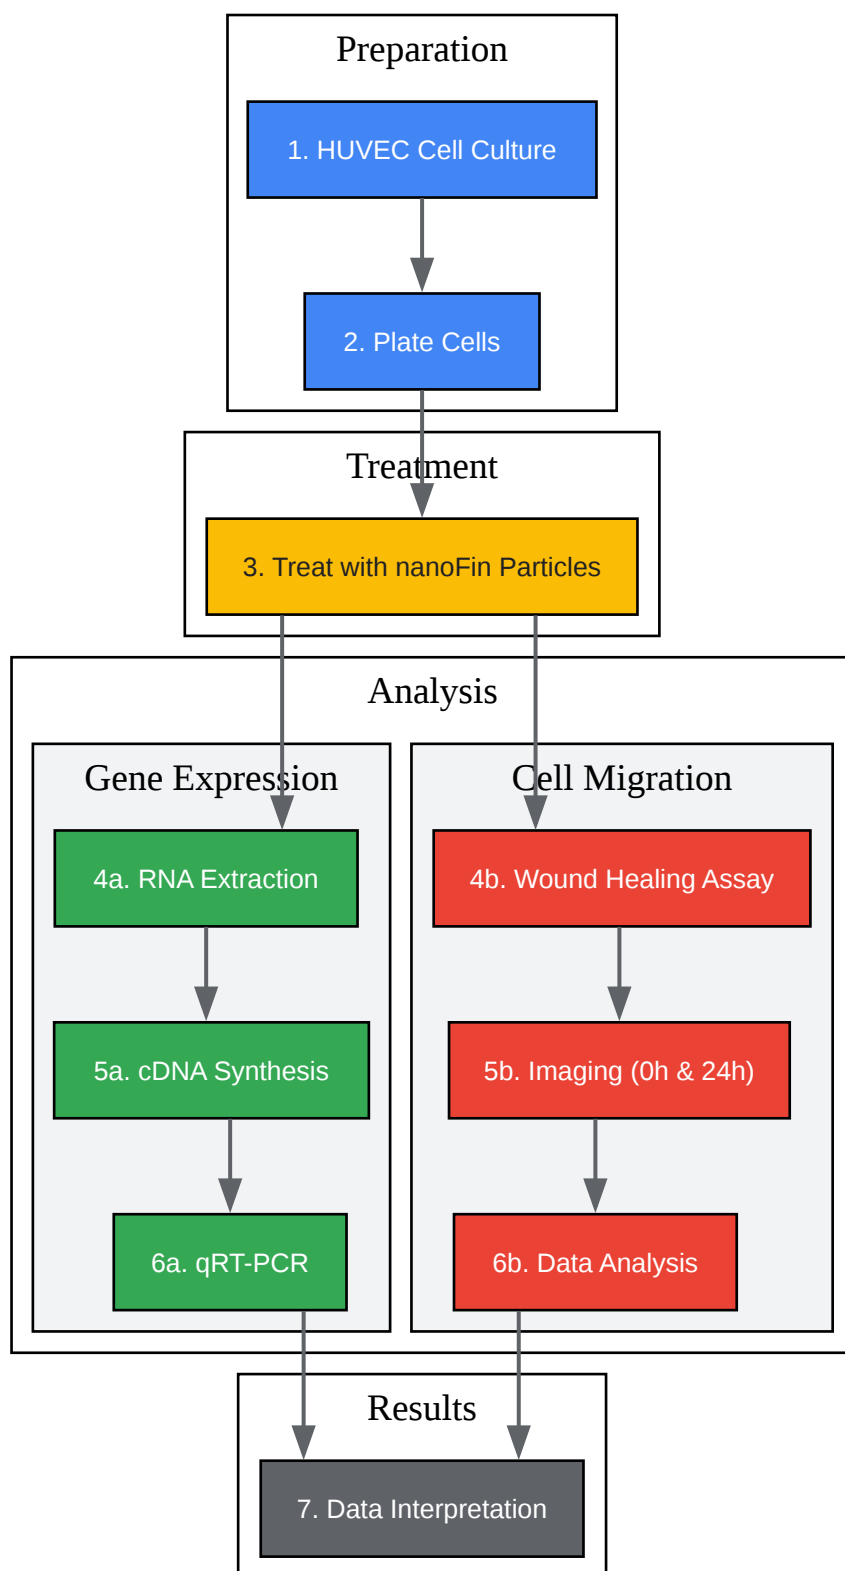 Preparation
1. HUVEC Cell Culture
2. Plate Cells
Treatment
3. Treat with nanoFin Particles
Analysis
Gene Expression
4a. RNA Extraction
5a. cDNA Synthesis
6a. qRT-PCR
Cell Migration
4b. Wound Healing Assay
5b. Imaging (0h & 24h)
6b. Data Analysis
Results
7. Data Interpretation